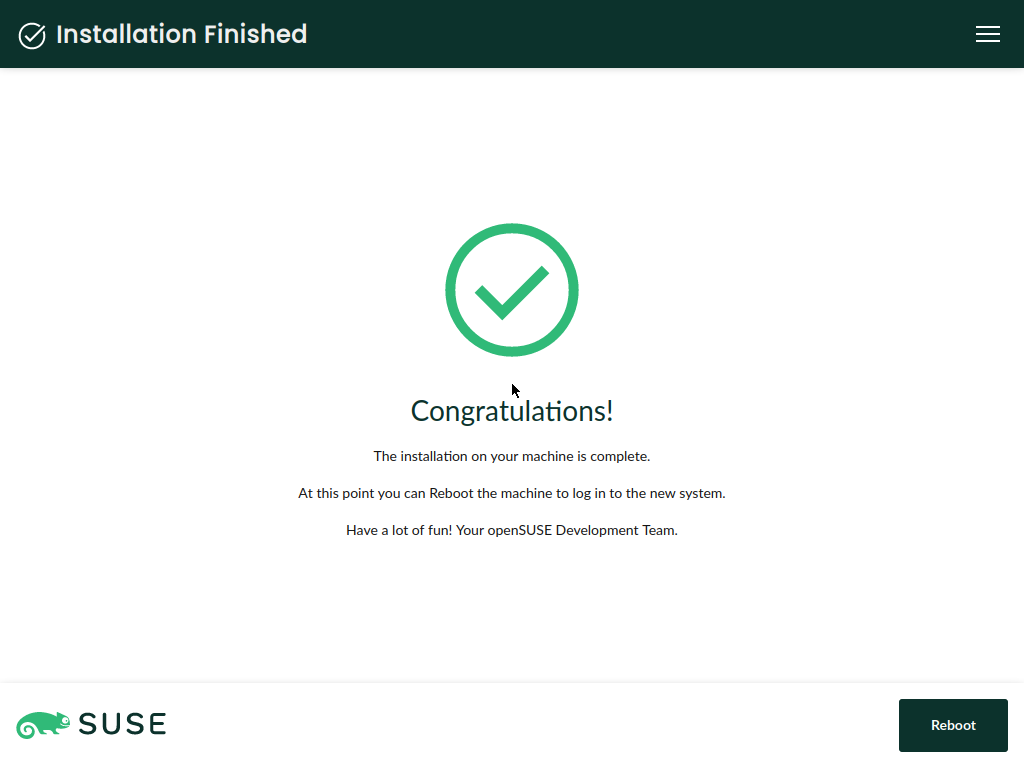 Installation Finished
Congratulations!
The installation on your machine is complete.
At this point you can Reboot the machine to log in to the new system.
Have a lot of fun! Your openSUSE Development Team.
SUSE
Reboot